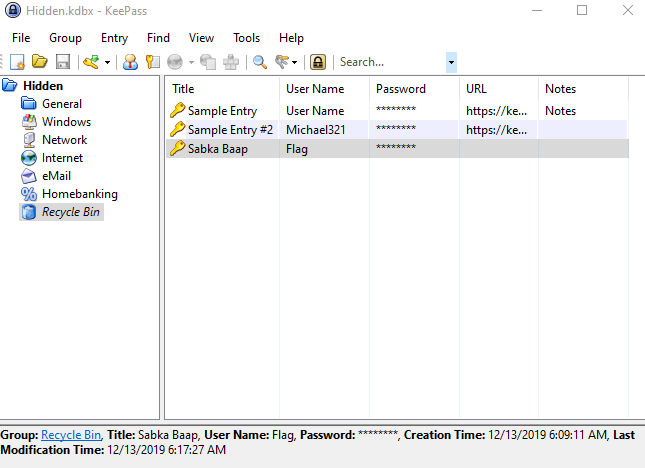 Hidden.kdbx - KeePass
File Group Entry Find View Tools Help
Search...
Hidden
General
Windows
Network
Internet
eMail
Homebanking
Recycle Bin
Title User Name Password URL Notes
Sample Entry User Name ******** https://ke... Notes
Sample Entry #2 Michael321 ******** https://ke...
Sabka Baap Flag ********
Group: Recycle Bin, Title: Sabka Baap, User Name: Flag, Password: ********, Creation Time: 12/13/2019 6:09:11 AM, Last
Modification Time: 12/13/2019 6:17:27 AM